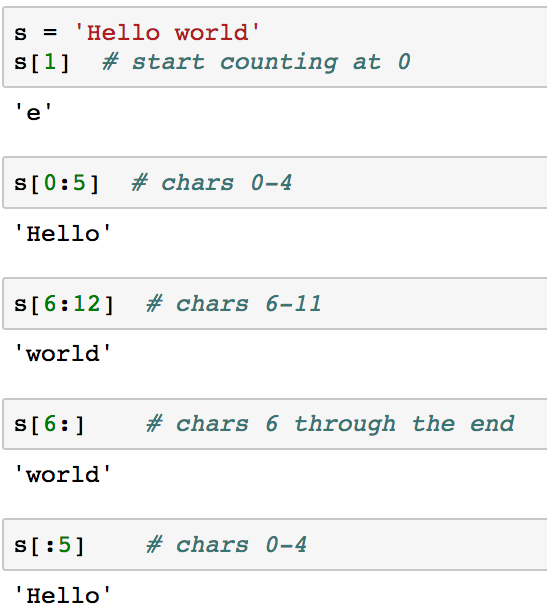 s = 'Hello world'
s[1]  # start counting at 0
'e'
s[0:5]  # chars 0-4
'Hello'
s[6:12]  # chars 6-11
'world'
s[6:]    # chars 6 through the end
'world'
s[:5]    # chars 0-4
'Hello'